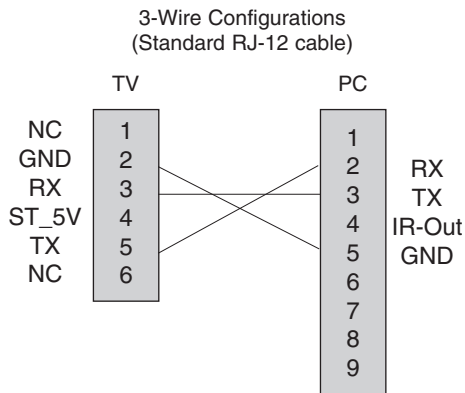 3-Wire Configurations
(Standard RJ-12 cable)
TV PC
NC 1 1
GND 2 2 RX
RX 3 3 TX
ST_5V 4 4 IR-Out
TX 5 5 GND
NC 6 6
7
8
9